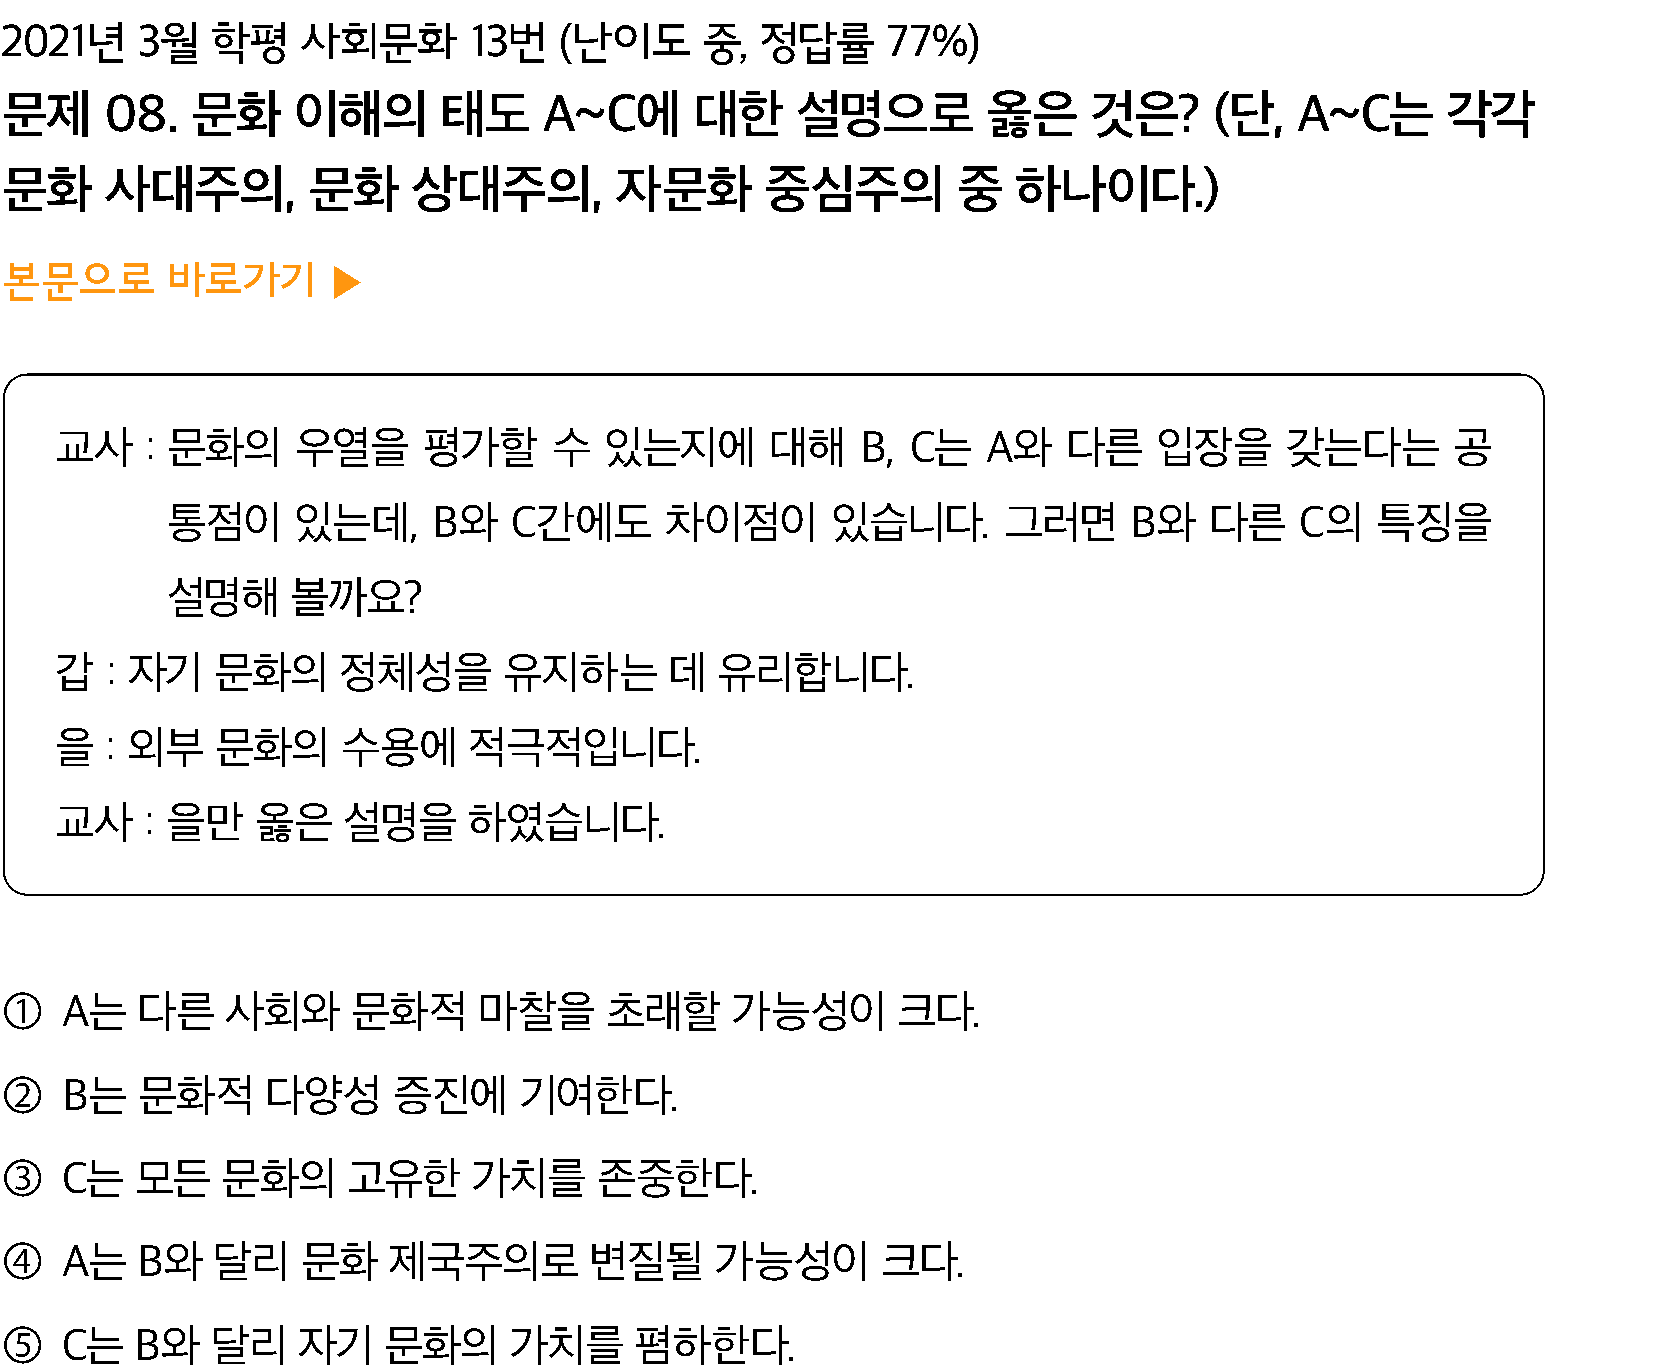 2021년 3월 학평 사회문화 13번 (난이도 중, 정답률 77%)
문제 08. 문화 이해의 태도 A~C에 대한 설명으로 옳은 것은? (단, A~C는 각각
문화 사대주의, 문화 상대주의, 자문화 중심주의 중 하나이다.)
본문으로 바로가기 ▶
교사 : 문화의 우열을 평가할 수 있는지에 대해 B, C는 A와 다른 입장을 갖는다는 공
통점이 있는데, B와 C간에도 차이점이 있습니다. 그러면 B와 다른 C의 특징을
설명해 볼까요?
갑 : 자기 문화의 정체성을 유지하는 데 유리합니다.
을 : 외부 문화의 수용에 적극적입니다.
교사 : 을만 옳은 설명을 하였습니다.
① A는 다른 사회와 문화적 마찰을 초래할 가능성이 크다.
② B는 문화적 다양성 증진에 기여한다.
③ C는 모든 문화의 고유한 가치를 존중한다.
④ A는 B와 달리 문화 제국주의로 변질될 가능성이 크다.
⑤ C는 B와 달리 자기 문화의 가치를 폄하한다.